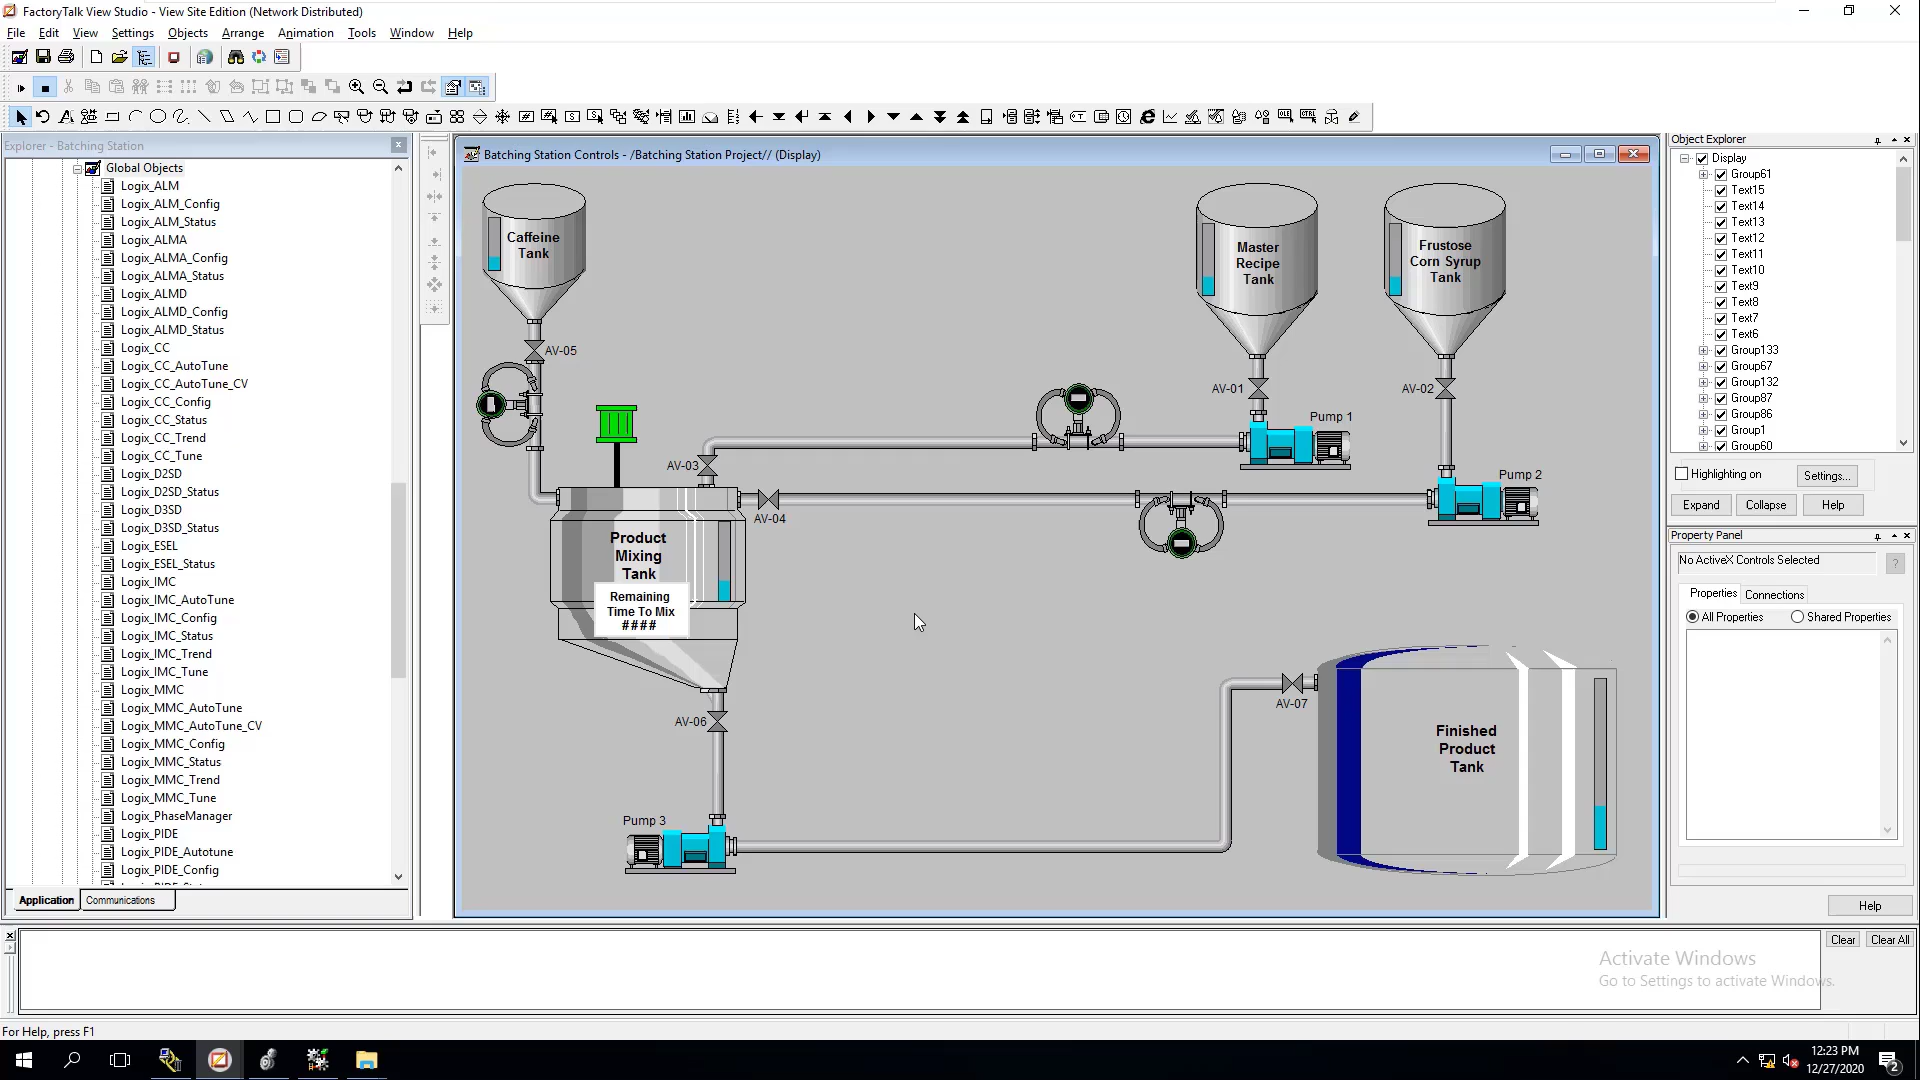 FactoryTalk View Studio - View Site Edition (Network Distributed)
File Edit View Settings Objects Arrange Animation Tools Window Help
Explorer - Batching Station
Global Objects
Logix_ALM
Logix_ALM_Config
Logix_ALM_Status
Logix_ALMA
Logix_ALMA_Config
Logix_ALMA_Status
Logix_ALMD
Logix_ALMD_Config
Logix_ALMD_Status
Logix_CC
Logix_CC_AutoTune
Logix_CC_AutoTune_CV
Logix_CC_Config
Logix_CC_Status
Logix_CC_Trend
Logix_CC_Tune
Logix_D2SD
Logix_D2SD_Status
Logix_D3SD
Logix_D3SD_Status
Logix_ESEL
Logix_ESEL_Status
Logix_IMC
Logix_IMC_AutoTune
Logix_IMC_Config
Logix_IMC_Status
Logix_IMC_Trend
Logix_IMC_Tune
Logix_MMC
Logix_MMC_AutoTune
Logix_MMC_AutoTune_CV
Logix_MMC_Config
Logix_MMC_Status
Logix_MMC_Trend
Logix_MMC_Tune
Logix_PhaseManager
Logix_PIDE
Logix_PIDE_Autotune
Logix_PIDE_Config
Application Communications
Batching Station Controls - /Batching Station Project// (Display)
Caffeine
Tank
Master
Recipe
Tank
Frustose
Corn Syrup
Tank
AV-05
AV-01
AV-02
Pump 1
AV-03
Pump 2
AV-04
Product
Mixing
Tank
Remaining
Time To Mix
####
AV-06
AV-07
Finished
Product
Tank
Pump 3
Object Explorer
Display
Group61
Text15
Text14
Text13
Text12
Text11
Text10
Text9
Text8
Text7
Text6
Group133
Group67
Group132
Group87
Group86
Group1
Group60
Highlighting on
Settings...
Expand Collapse Help
Property Panel
No ActiveX Controls Selected
?
Properties Connections
All Properties Shared Properties
Help
Clear Clear All
Activate Windows
Go to Settings to activate Windows.
For Help, press F1
12:23 PM
12/27/2020
2